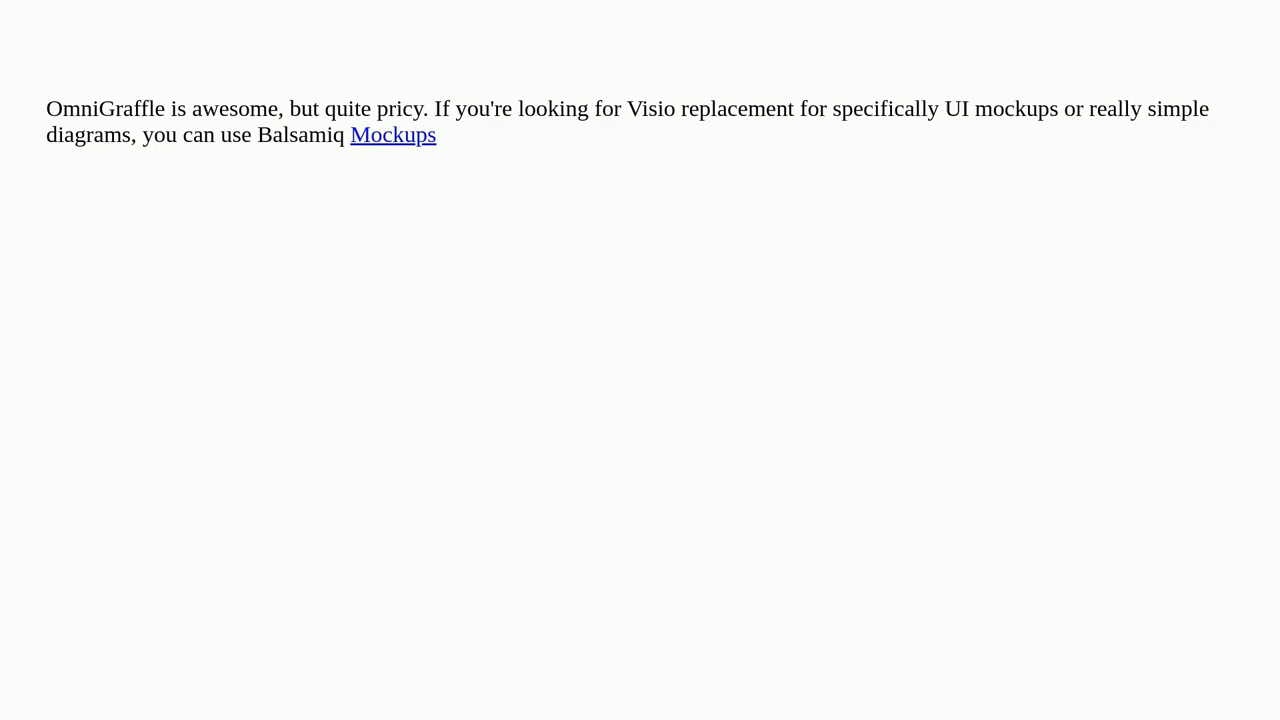 OmniGraffle is awesome, but quite pricy. If you're looking for Visio replacement for specifically UI mockups or really simple
diagrams, you can use Balsamiq Mockups